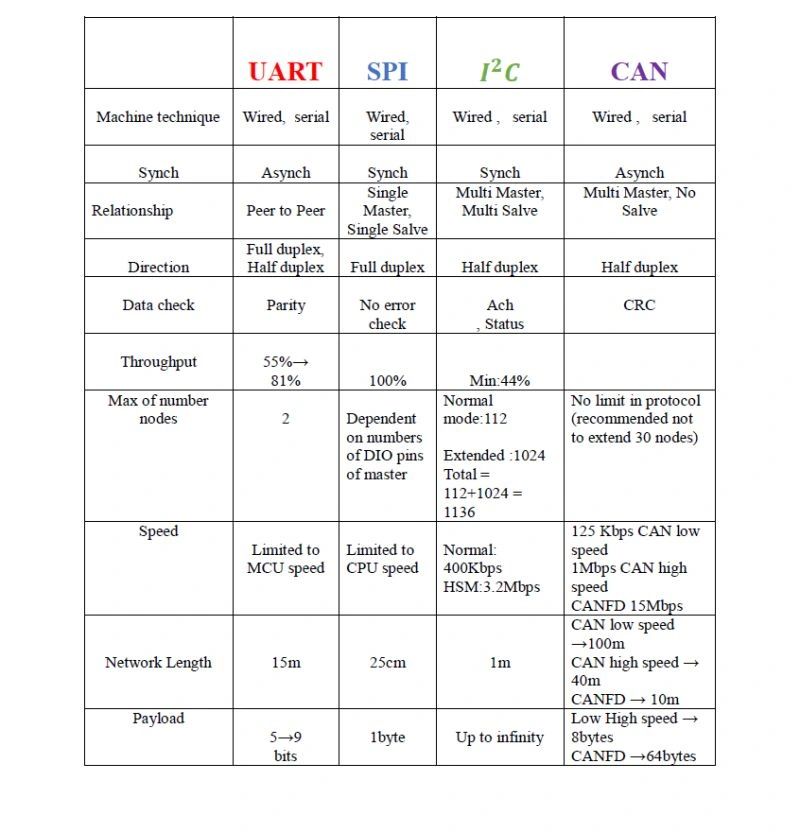 UART SPI I²C CAN
Machine technique Wired, serial Wired, Wired , serial Wired , serial
serial
Synch Asynch Synch Synch Asynch
Relationship Peer to Peer Single Multi Master, Multi Master, No
Master, Multi Salve Salve
Single Salve
Full duplex,
Direction Half duplex Full duplex Half duplex Half duplex
Data check Parity No error Ach CRC
check , Status
Throughput 55%→
81% 100% Min:44%
Max of number Normal No limit in protocol
nodes 2 Dependent mode:112 (recommended not
on numbers to extend 30 nodes)
of DIO pins Extended :1024
of master Total =
112+1024 =
1136
Speed 125 Kbps CAN low
Limited to Limited to Normal: speed
MCU speed CPU speed 400Kbps 1Mbps CAN high
HSM:3.2Mbps speed
CANFD 15Mbps
CAN low speed
→100m
Network Length 15m 25cm 1m CAN high speed →
40m
CANFD → 10m
Payload Low High speed →
5→9 1byte Up to infinity 8bytes
bits CANFD →64bytes